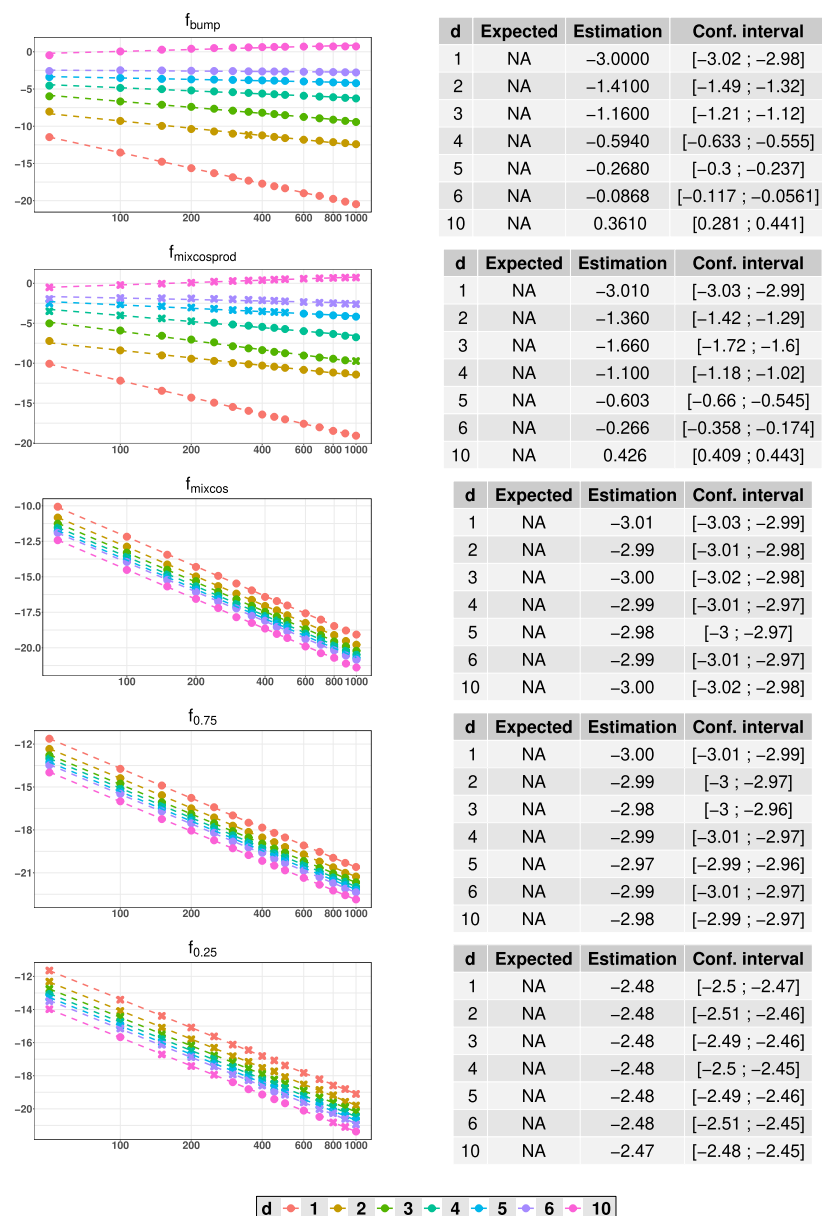 f_bump
0
−5
−10
−15
−20
100 200 400 600 800 1000
d Expected Estimation Conf. interval
1 NA −3.0000 [−3.02 ; −2.98]
2 NA −1.4100 [−1.49 ; −1.32]
3 NA −1.1600 [−1.21 ; −1.12]
4 NA −0.5940 [−0.633 ; −0.555]
5 NA −0.2680 [−0.3 ; −0.237]
6 NA −0.0868 [−0.117 ; −0.0561]
10 NA 0.3610 [0.281 ; 0.441]
f_mixcosprod
0
−5
−10
−15
−20
100 200 400 600 800 1000
d Expected Estimation Conf. interval
1 NA −3.010 [−3.03 ; −2.99]
2 NA −1.360 [−1.42 ; −1.29]
3 NA −1.660 [−1.72 ; −1.6]
4 NA −1.100 [−1.18 ; −1.02]
5 NA −0.603 [−0.66 ; −0.545]
6 NA −0.266 [−0.358 ; −0.174]
10 NA 0.426 [0.409 ; 0.443]
f_mixcos
−10.0
−12.5
−15.0
−17.5
−20.0
100 200 400 600 800 1000
d Expected Estimation Conf. interval
1 NA −3.01 [−3.03 ; −2.99]
2 NA −2.99 [−3.01 ; −2.98]
3 NA −3.00 [−3.02 ; −2.98]
4 NA −2.99 [−3.01 ; −2.97]
5 NA −2.98 [−3 ; −2.97]
6 NA −2.99 [−3.01 ; −2.97]
10 NA −3.00 [−3.02 ; −2.98]
f_0.75
−12
−15
−18
−21
100 200 400 600 800 1000
d Expected Estimation Conf. interval
1 NA −3.00 [−3.01 ; −2.99]
2 NA −2.99 [−3 ; −2.97]
3 NA −2.98 [−3 ; −2.96]
4 NA −2.99 [−3.01 ; −2.97]
5 NA −2.97 [−2.99 ; −2.96]
6 NA −2.99 [−3.01 ; −2.97]
10 NA −2.98 [−2.99 ; −2.97]
f_0.25
−12
−14
−16
−18
−20
100 200 400 600 800 1000
d Expected Estimation Conf. interval
1 NA −2.48 [−2.5 ; −2.47]
2 NA −2.48 [−2.51 ; −2.46]
3 NA −2.48 [−2.49 ; −2.46]
4 NA −2.48 [−2.5 ; −2.45]
5 NA −2.48 [−2.49 ; −2.46]
6 NA −2.48 [−2.51 ; −2.45]
10 NA −2.47 [−2.48 ; −2.45]
d 1 2 3 4 5 6 10